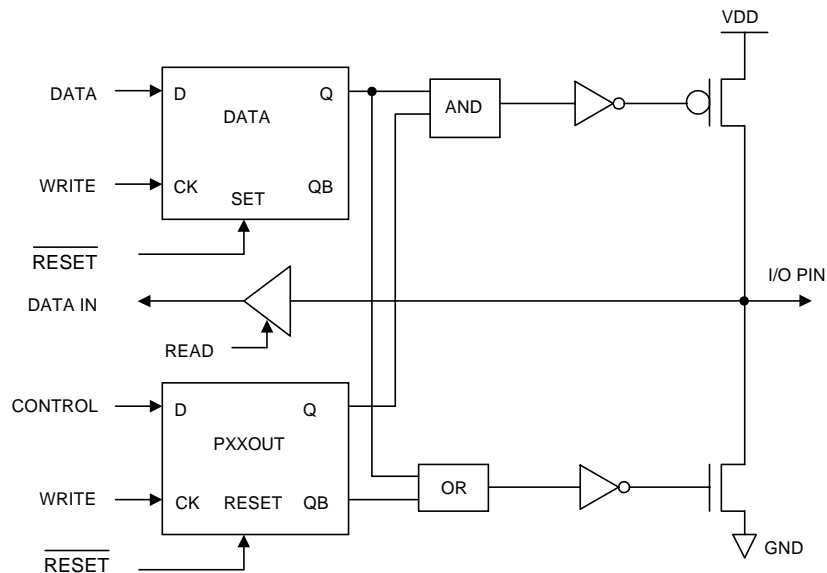 VDD
DATA
D
Q
DATA
AND
WRITE
CK
QB
SET
RESET
I/O PIN
DATA IN
READ
CONTROL
D
Q
PXXOUT
OR
WRITE
CK
RESET
QB
RESET
GND